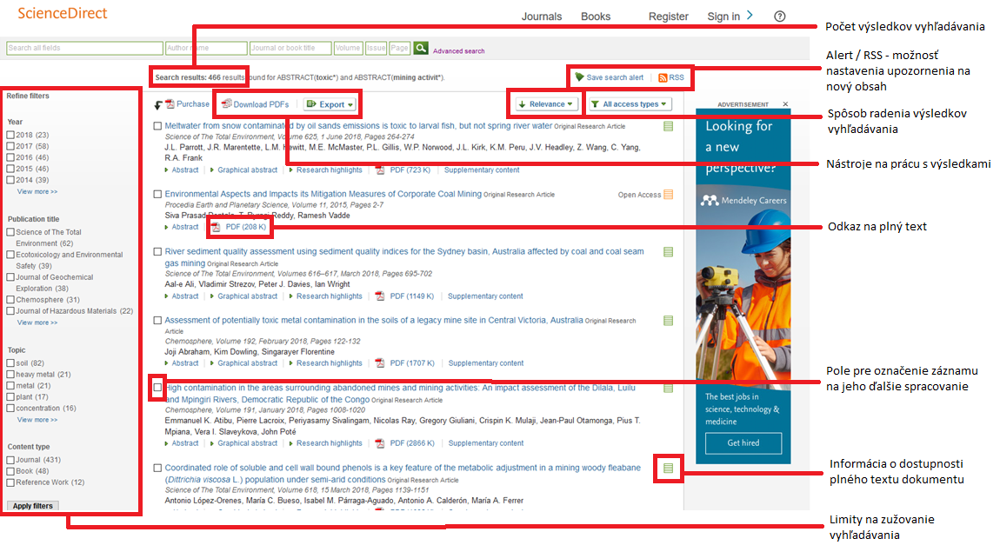 ScienceDirect
Journals Books Register Sign in ?
Search all fields Author name Journal or book title Volume Issue Page Advanced search
Search results: 466 results found for ABSTRACT(toxic*) and ABSTRACT(mining activit*).
Save search alert RSS
Refine filters
Year
2018 (23)
2017 (58)
2016 (46)
2015 (46)
2014 (39)
View more >>
Publication title
Science of The Total
Environment (62)
Ecotoxicology and Environmental
Safety (39)
Journal of Geochemical
Exploration (38)
Chemosphere (31)
Journal of Hazardous Materials (22)
View more >>
Topic
soil (82)
heavy metal (21)
metal (21)
plant (17)
concentration (16)
View more >>
Content type
Journal (431)
Book (48)
Reference Work (12)
Apply filters
Purchase Download PDFs Export Relevance All access types
Meltwater from snow contaminated by oil sands emissions is toxic to larval fish, but not spring river water Original Research Article
Science of The Total Environment, Volume 625, 1 June 2018, Pages 264-274
J.L. Parrott, J.R. Marentette, L.M. Hewitt, M.E. McMaster, P.L. Gillis, W.P. Norwood, J.L. Kirk, K.M. Peru, J.V. Headley, Z. Wang, C. Yang,
R.A. Frank
Abstract Graphical abstract Research highlights PDF (723 K) Supplementary content
Environmental Aspects and Impacts its Mitigation Measures of Corporate Coal Mining Original Research Article
Open Access
Procedia Earth and Planetary Science, Volume 11, 2015, Pages 2-7
Siva Prasad Reddy, Ramesh Vadde
Abstract PDF (208 K)
River sediment quality assessment using sediment quality indices for the Sydney basin, Australia affected by coal and coal seam
gas mining Original Research Article
Science of The Total Environment, Volumes 616–617, March 2018, Pages 695-702
Aal-e Ali, Vladimir Strezov, Peter J. Davies, Ian Wright
Abstract Graphical abstract Research highlights PDF (1149 K) Supplementary content
Assessment of potentially toxic metal contamination in the soils of a legacy mine site in Central Victoria, Australia Original Research
Article
Chemosphere, Volume 192, February 2018, Pages 122-132
Joji Abraham, Kim Dowling, Singarayer Florentine
Abstract Graphical abstract Research highlights PDF (1707 K) Supplementary content
High contamination in the areas surrounding abandoned mines and mining activities: An impact assessment of the Dilala, Luilu
and Mpingiri Rivers, Democratic Republic of the Congo Original Research Article
Chemosphere, Volume 191, January 2018, Pages 1008-1020
Emmanuel K. Atibu, Pierre Lacroix, Periyasamy Sivalingam, Nicolas Ray, Gregory Giuliani, Crispin K. Mulaji, Jean-Paul Otamonga, Pius T.
Mpiana, Vera I. Slaveykova, John Poté
Abstract Graphical abstract Research highlights PDF (2866 K) Supplementary content
Coordinated role of soluble and cell wall bound phenols is a key feature of the metabolic adjustment in a mining woody fleabane
(Dittrichia viscosa L.) population under semi-arid conditions Original Research Article
Science of The Total Environment, Volume 618, 15 March 2018, Pages 1139-1151
Antonio López-Orenes, María C. Bueso, Isabel M. Párraga-Aguado, Antonio A. Calderón, María A. Ferrer
ADVERTISEMENT
Looking for
a new
perspective?
Mendeley Careers
The best jobs in
science, technology &
medicine
Get hired
Počet výsledkov vyhľadávania
Alert / RSS - možnosť
nastavenia upozornenia na
nový obsah
Spôsob radenia výsledkov
vyhľadávania
Nástroje na prácu s výsledkami
Odkaz na plný text
Pole pre označenie záznamu
na jeho ďalšie spracovanie
Informácia o dostupnosti
plného textu dokumentu
Limity na zužovanie
vyhľadávania